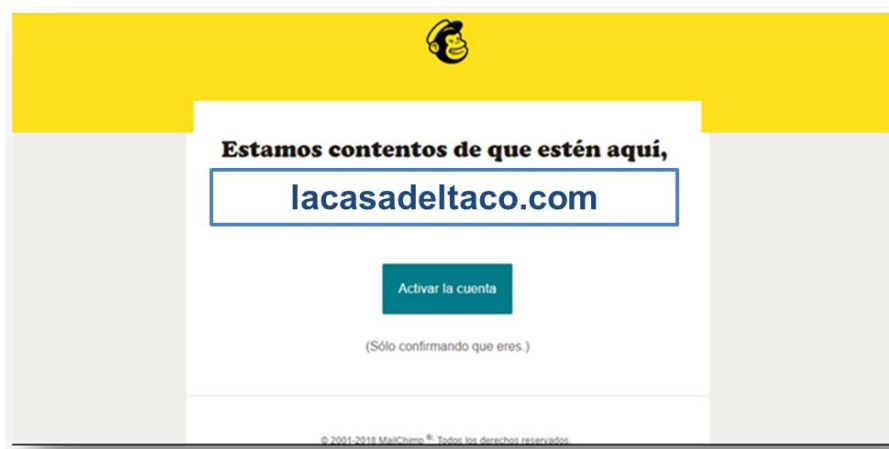 Estamos contentos de que estén aquí,
lacasadeltaco.com
Activar la cuenta
(Sólo confirmando que eres.)
© 2001-2018 MailChimp ®. Todos los derechos reservados